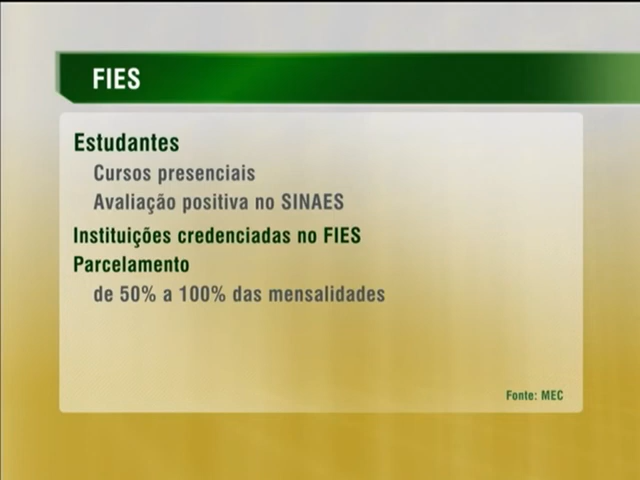 FIES
Estudantes
Cursos presenciais
Avaliação positiva no SINAES
Instituições credenciadas no FIES
Parcelamento
de 50% a 100% das mensalidades
Fonte: MEC